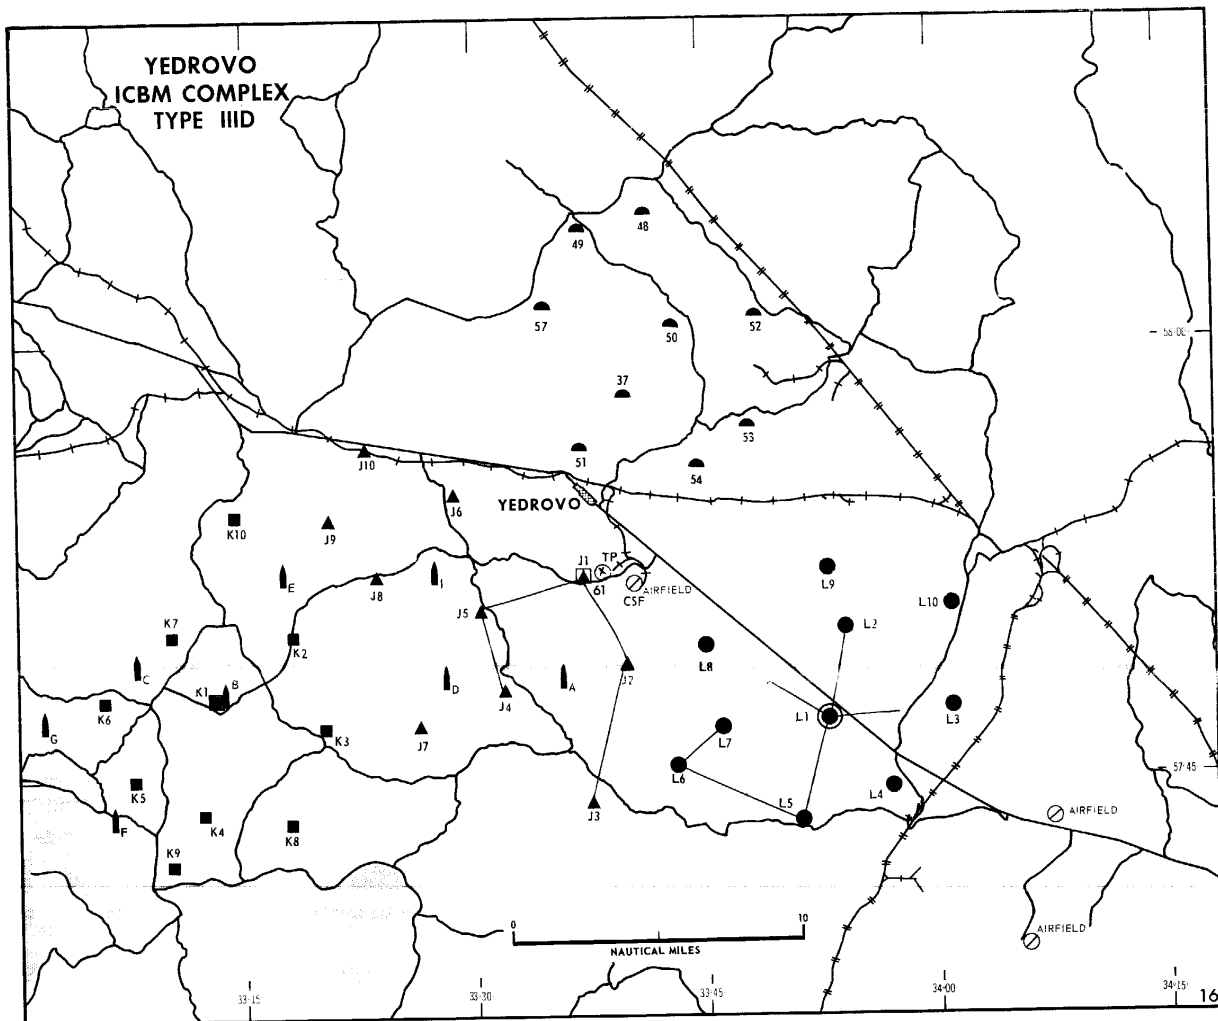 YEDROVO
ICBM COMPLEX
TYPE IIID
48
49
57
50
52
58-00
37
53
51
54
J10
J6
YEDROVO
K10
J9
J1
TP
61
CSF
AIRFIELD
L9
E
J8
I
J5
L10
L2
K7
K2
L8
C
K1
B
D
A
J2
J4
K6
G
L1
L3
K3
J7
L7
L6
57-45
K5
L4
F
K4
K8
J3
L5
AIRFIELD
K9
0
10
NAUTICAL MILES
AIRFIELD
33-15
33-30
33-45
34-00
34-15
16